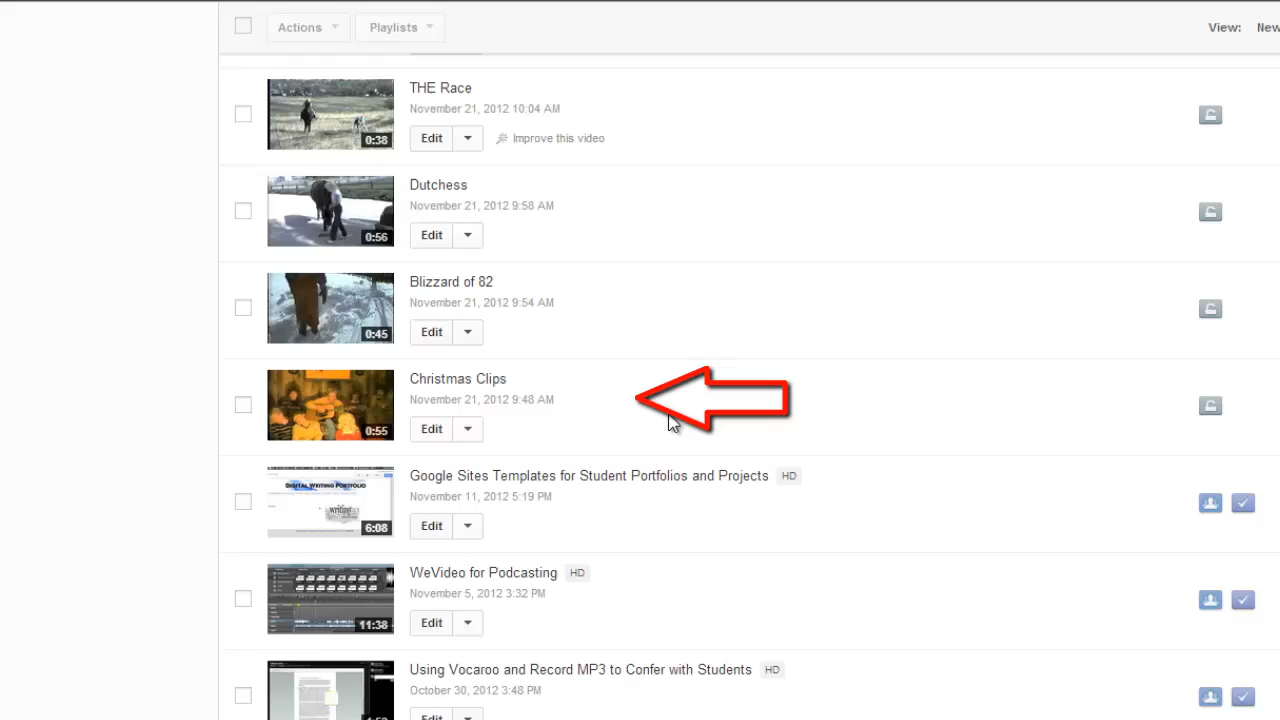 Actions
Playlists
View:
New
THE Race
November 21, 2012 10:04 AM
0:38
Edit
Improve this video
Dutchess
November 21, 2012 9:58 AM
0:56
Edit
Blizzard of 82
November 21, 2012 9:54 AM
0:45
Edit
Christmas Clips
November 21, 2012 9:48 AM
0:55
Edit
Google Sites Templates for Student Portfolios and Projects HD
November 11, 2012 3:19 PM
DIGITAL WRITING PORTFOLIO
writing
6:08
Edit
WeVideo for Podcasting HD
November 5, 2012 3:32 PM
11:38
Edit
Using Vocaroo and Record MP3 to Confer with Students HD
October 30, 2012 3:48 PM
Edit